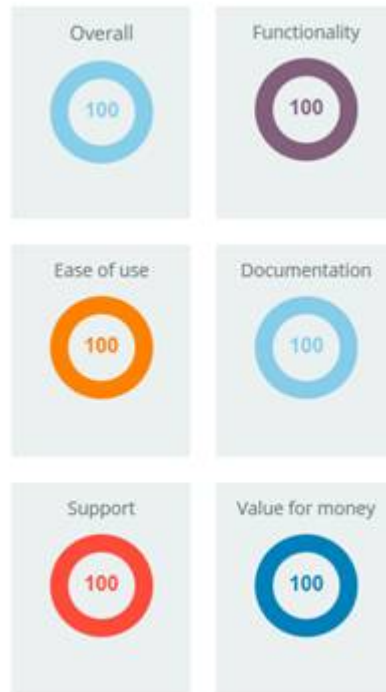 Overall
100
Functionality
100
Ease of use
100
Documentation
100
Support
100
Value for money
100